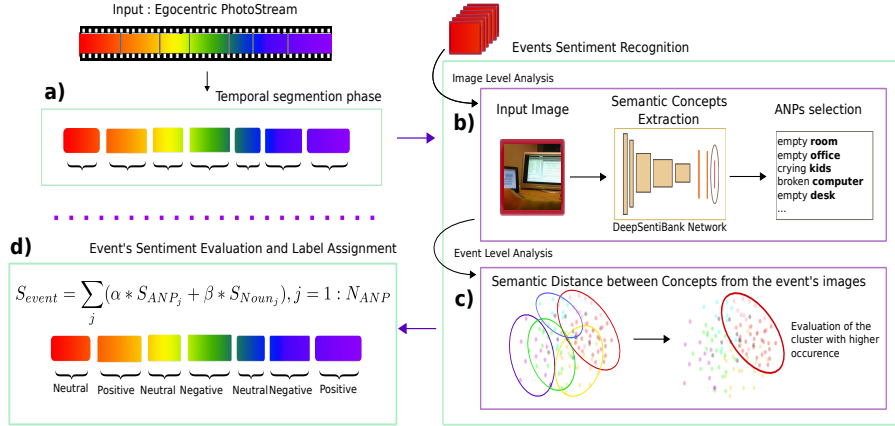 Input : Egocentric PhotoStream
a)
Temporal segmention phase
Events Sentiment Recognition
Image Level Analysis
b)
Input Image
Semantic Concepts
Extraction
DeepSentiBank Network
ANPs selection
empty room
empty office
crying kids
broken computer
empty desk
...
Event Level Analysis
c)
Semantic Distance between Concepts from the event's images
Evaluation of the
cluster with higher
occurence
d)
Event's Sentiment Evaluation and Label Assignment
S_{event} = \sum_{j} (α * S_{ANP_j} + β * S_{Noun_j}), j = 1 : N_{ANP}
Neutral Positive Neutral Negative Neutral Negative Positive